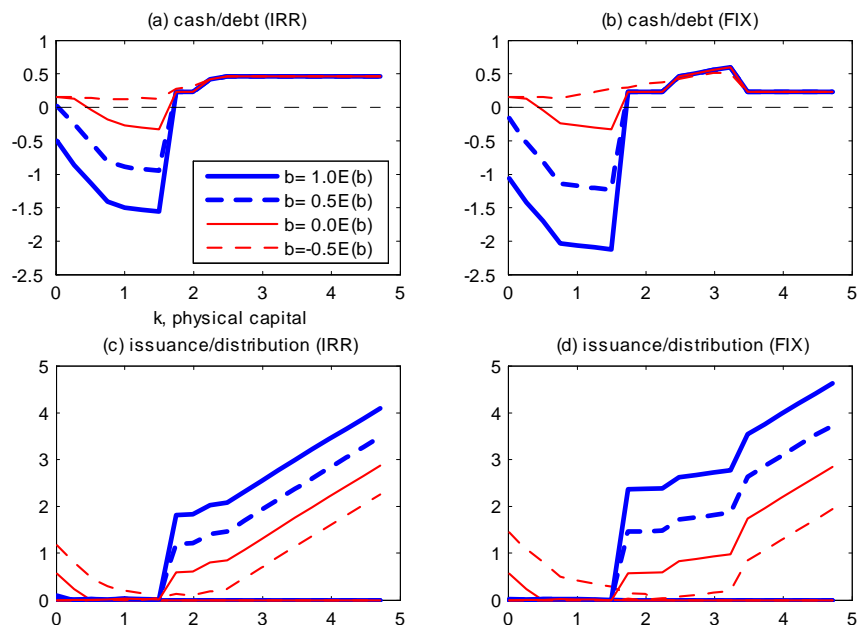 (a) cash/debt (IRR)
1
0.5
0
-0.5
-1
-1.5
-2
-2.5
0 1 2 3 4 5
k, physical capital
b= 1.0E(b)
b= 0.5E(b)
b= 0.0E(b)
b=-0.5E(b)
(b) cash/debt (FIX)
1
0.5
0
-0.5
-1
-1.5
-2
-2.5
0 1 2 3 4 5
(c) issuance/distribution (IRR)
5
4
3
2
1
0
0 1 2 3 4 5
(d) issuance/distribution (FIX)
5
4
3
2
1
0
0 1 2 3 4 5